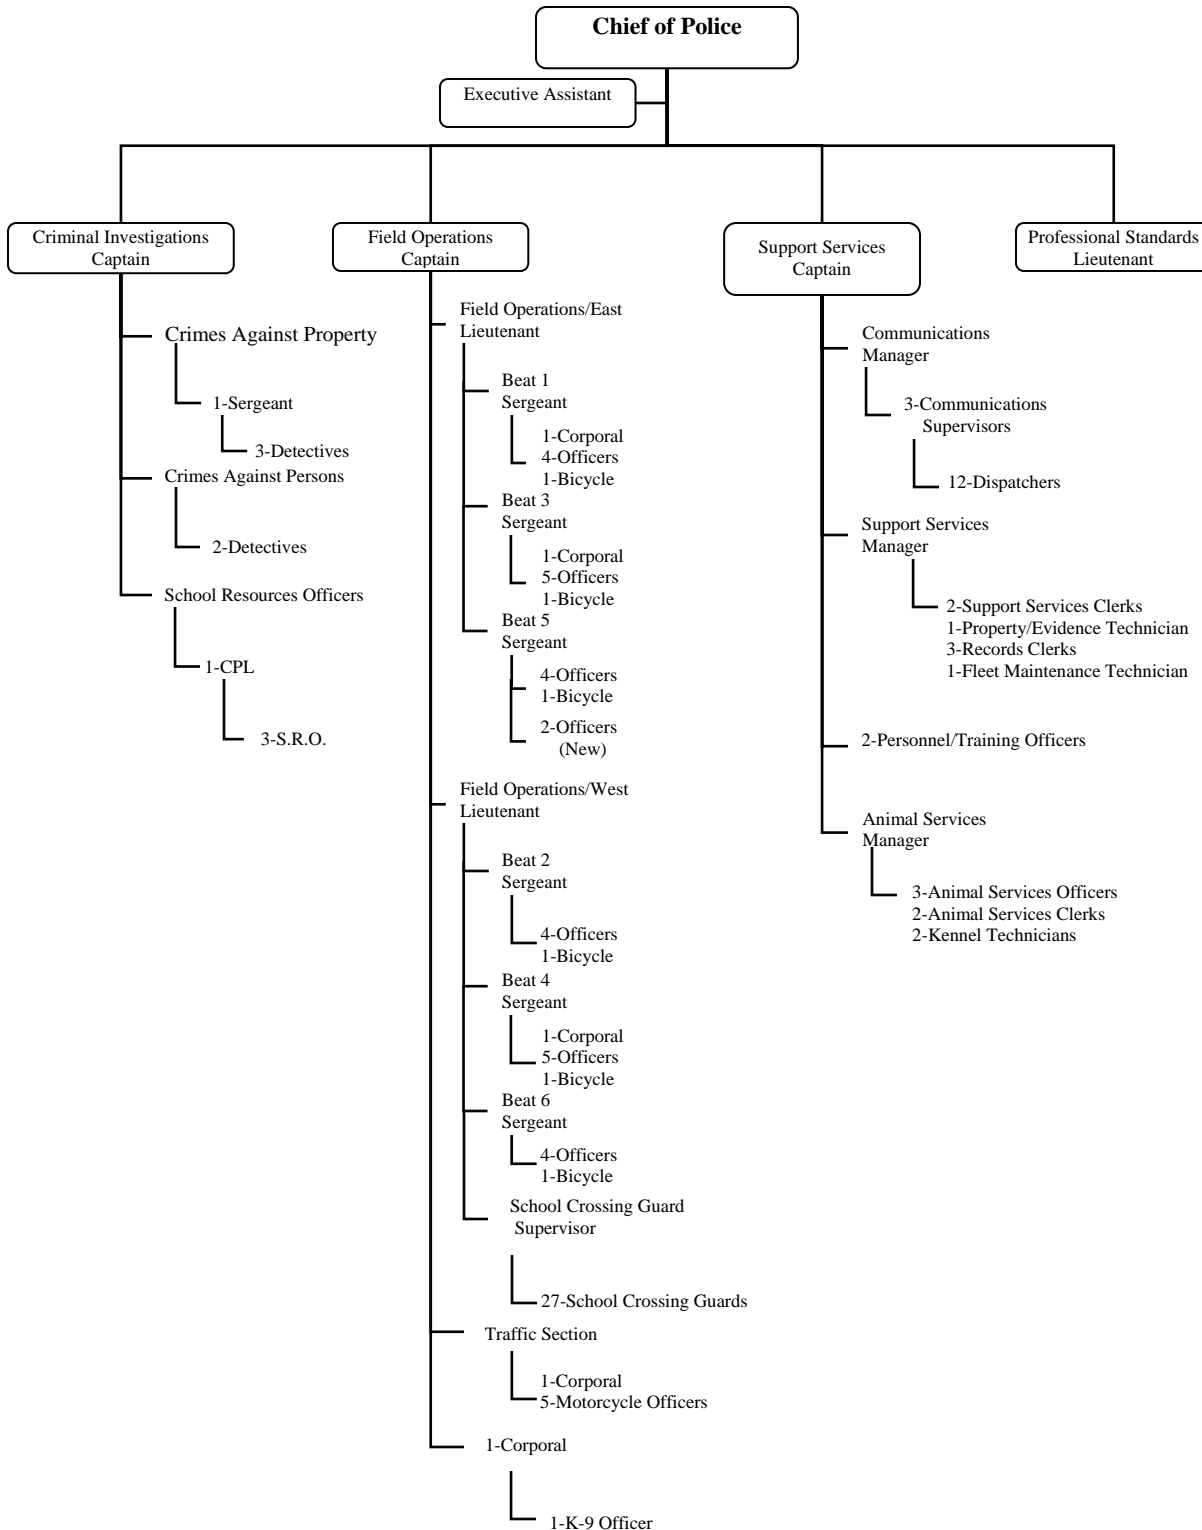 Chief of Police
Executive Assistant
Criminal Investigations
Captain
Field Operations
Captain
Support Services
Captain
Professional Standards
Lieutenant
Crimes Against Property
1-Sergeant
3-Detectives
Crimes Against Persons
2-Detectives
School Resources Officers
1-CPL
3-S.R.O.
Field Operations/East
Lieutenant
Beat 1
Sergeant
1-Corporal
4-Officers
1-Bicycle
Beat 3
Sergeant
1-Corporal
5-Officers
1-Bicycle
Beat 5
Sergeant
4-Officers
1-Bicycle
2-Officers
(New)
Field Operations/West
Lieutenant
Beat 2
Sergeant
4-Officers
1-Bicycle
Beat 4
Sergeant
1-Corporal
5-Officers
1-Bicycle
Beat 6
Sergeant
4-Officers
1-Bicycle
School Crossing Guard
Supervisor
27-School Crossing Guards
Traffic Section
1-Corporal
5-Motorcycle Officers
1-Corporal
1-K-9 Officer
Communications
Manager
3-Communications
Supervisors
12-Dispatchers
Support Services
Manager
2-Support Services Clerks
1-Property/Evidence Technician
3-Records Clerks
1-Fleet Maintenance Technician
2-Personnel/Training Officers
Animal Services
Manager
3-Animal Services Officers
2-Animal Services Clerks
2-Kennel Technicians